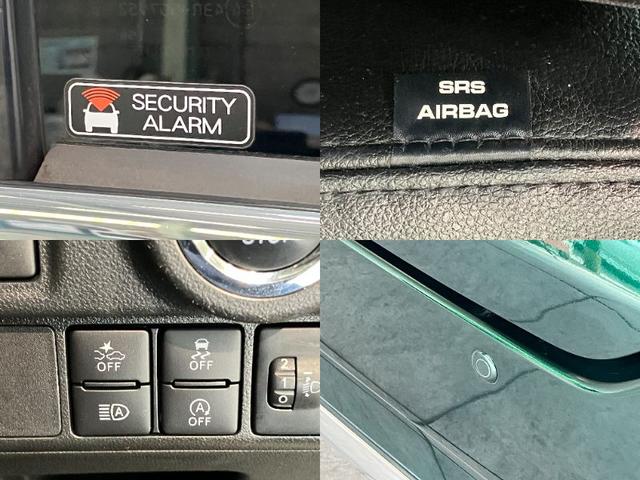 SECURITY
ALARM
SRS
AIRBAG
OFF
OFF
A
A
OFF
2
1
0